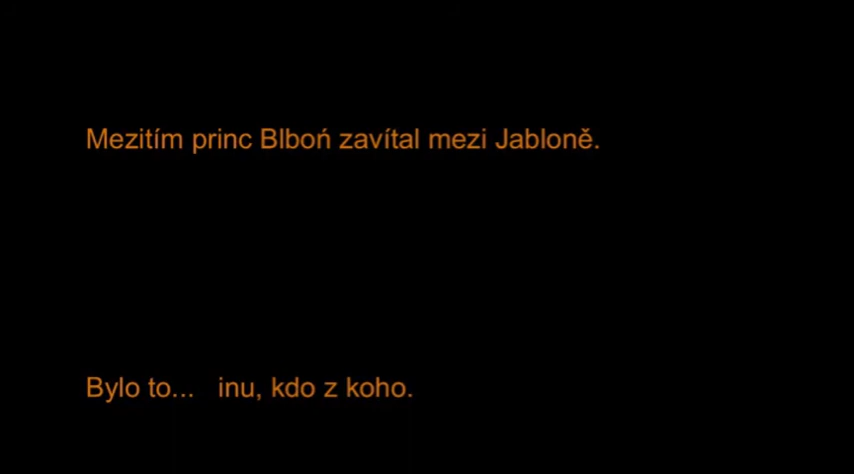 Mezitím princ Blboń zavítal mezi Jabloně.
Bylo to... inu, kdo z koho.